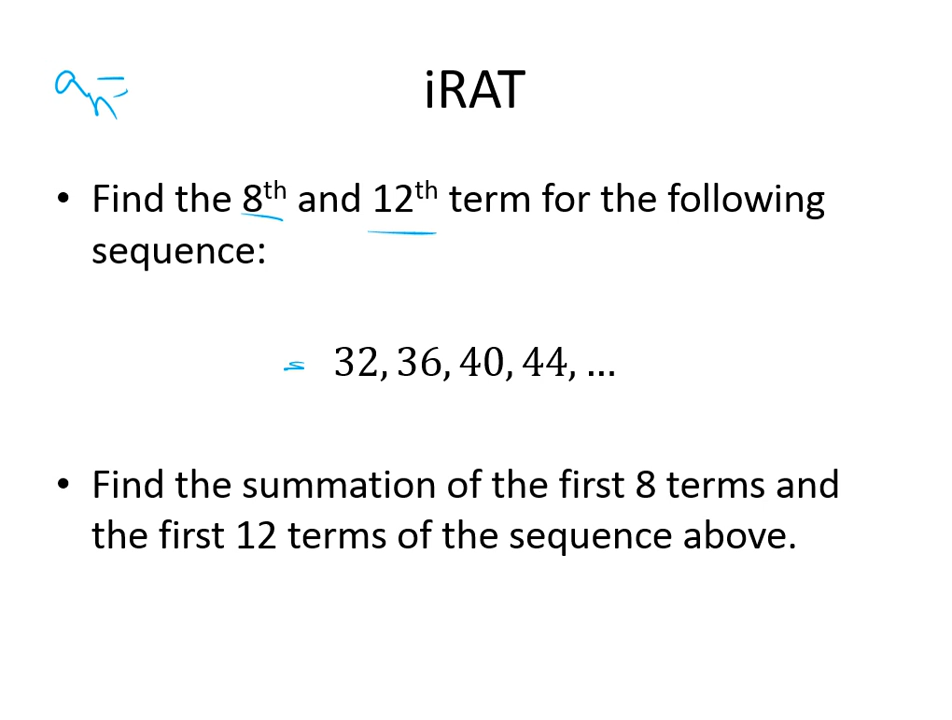 aₙ =
iRAT
• Find the 8ᵗʰ and 12ᵗʰ term for the following
sequence:
= 32, 36, 40, 44, …
• Find the summation of the first 8 terms and
the first 12 terms of the sequence above.